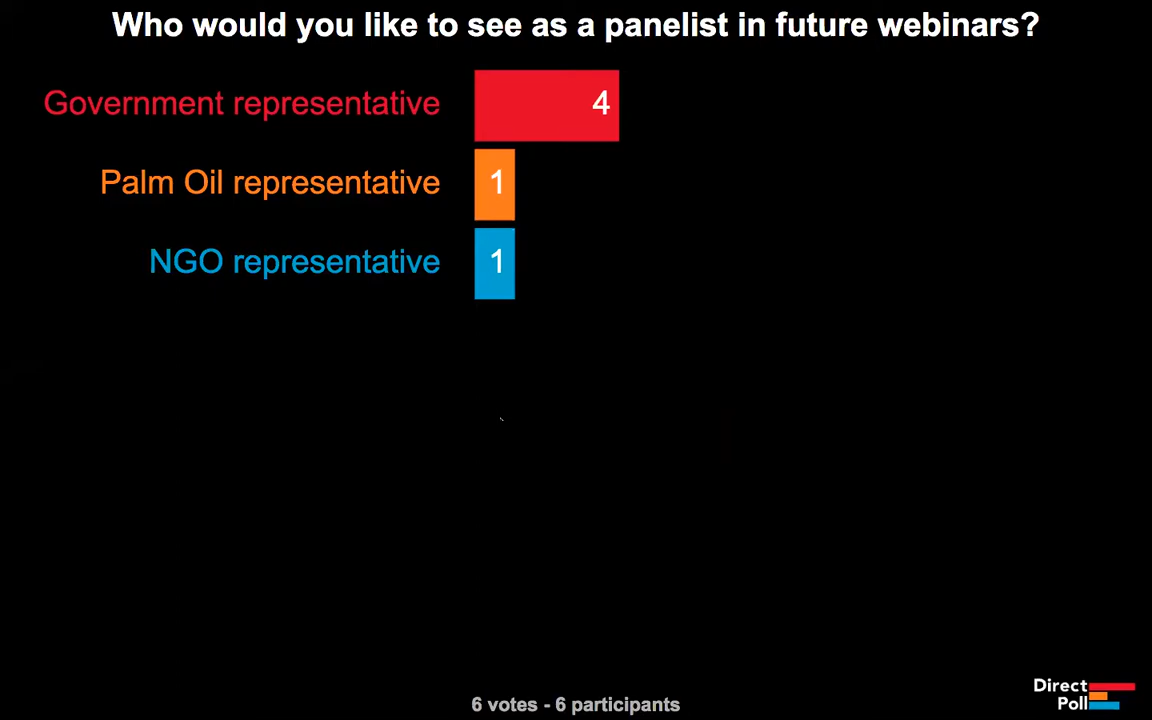 Who would you like to see as a panelist in future webinars?
Government representative 4
Palm Oil representative 1
NGO representative 1
6 votes - 6 participants
Direct
Poll